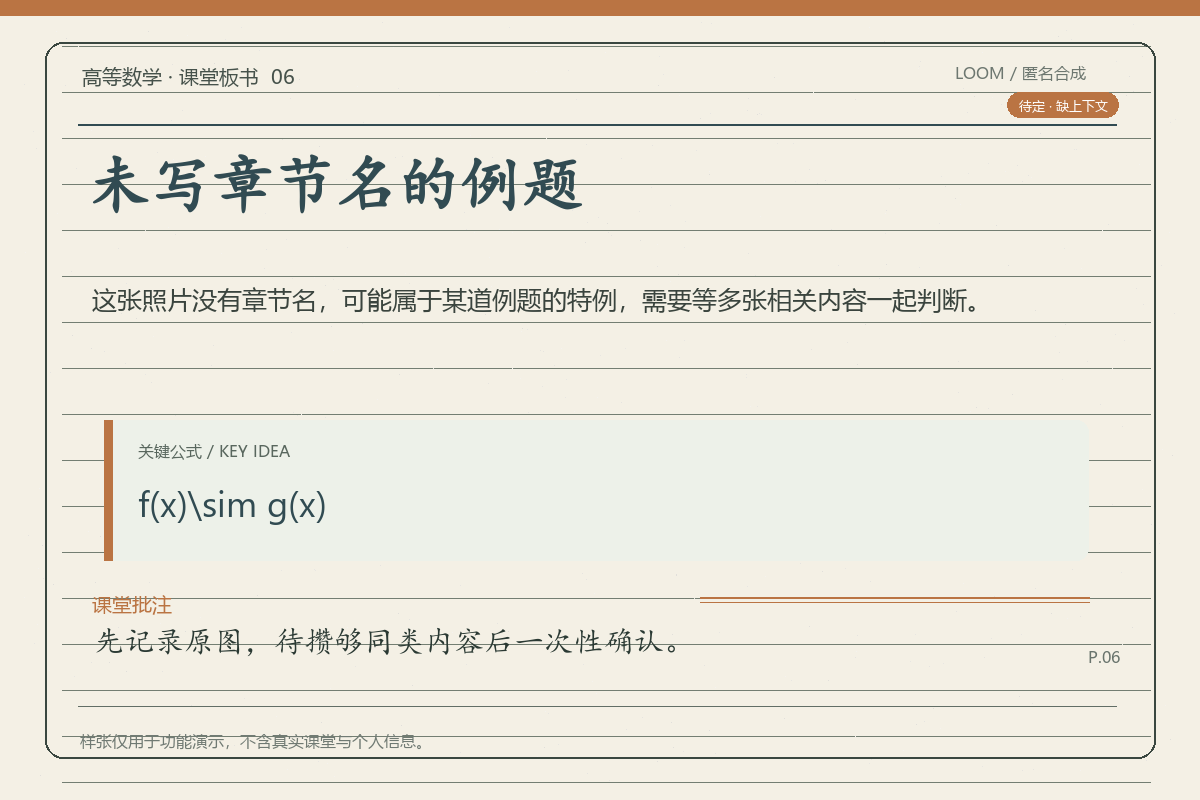 高等数学 · 课堂板书 06
LOOM / 匿名合成
待定 · 缺上下文
未写章节名的例题
这张照片没有章节名，可能属于某道例题的特例，需要等多张相关内容一起判断。
关键公式 / KEY IDEA
f(x)\sim g(x)
课堂批注
先记录原图，待攒够同类内容后一次性确认。
P.06
样张仅用于功能演示，不含真实课堂与个人信息。